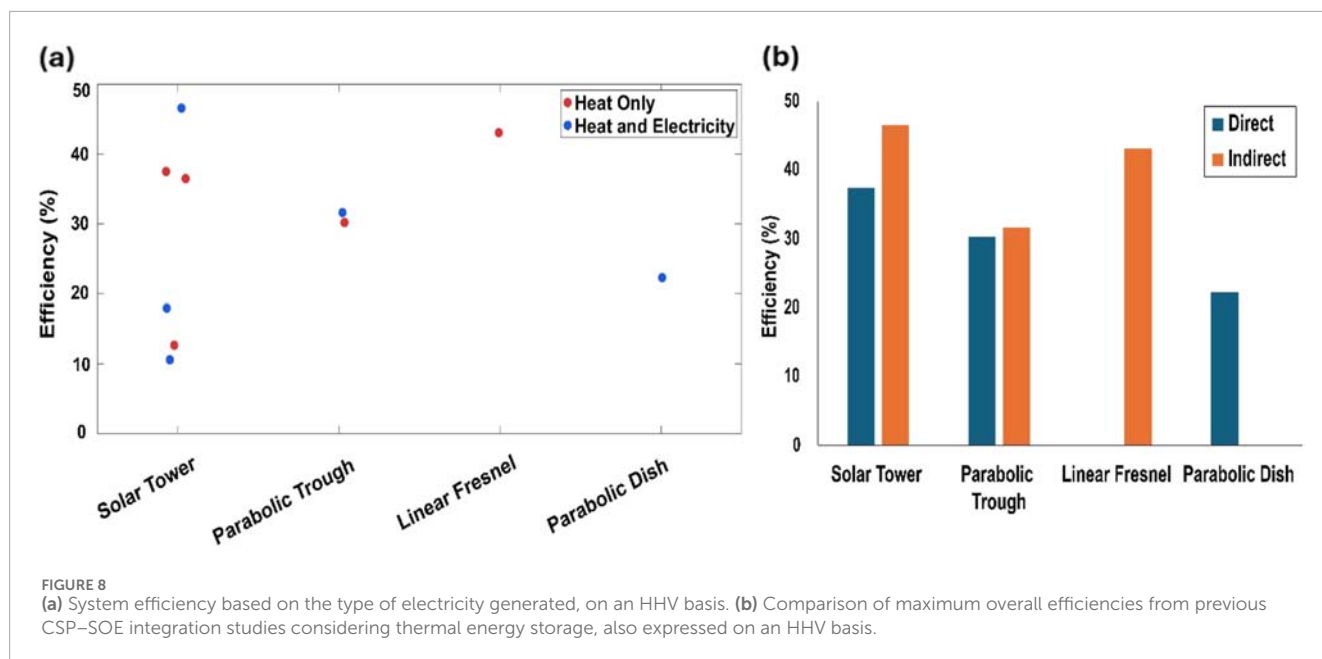 (a)
50
40
30
20
10
0
Efficiency (%)
Heat Only
Heat and Electricity
Solar Tower
Parabolic Trough
Linear Fresnel
Parabolic Dish
(b)
50
40
30
20
10
0
Efficiency (%)
Direct
Indirect
Solar Tower
Parabolic
Trough
Linear Fresnel
Parabolic Dish
FIGURE 8
(a) System efficiency based on the type of electricity generated, on an HHV basis. (b) Comparison of maximum overall efficiencies from previous
CSP–SOE integration studies considering thermal energy storage, also expressed on an HHV basis.